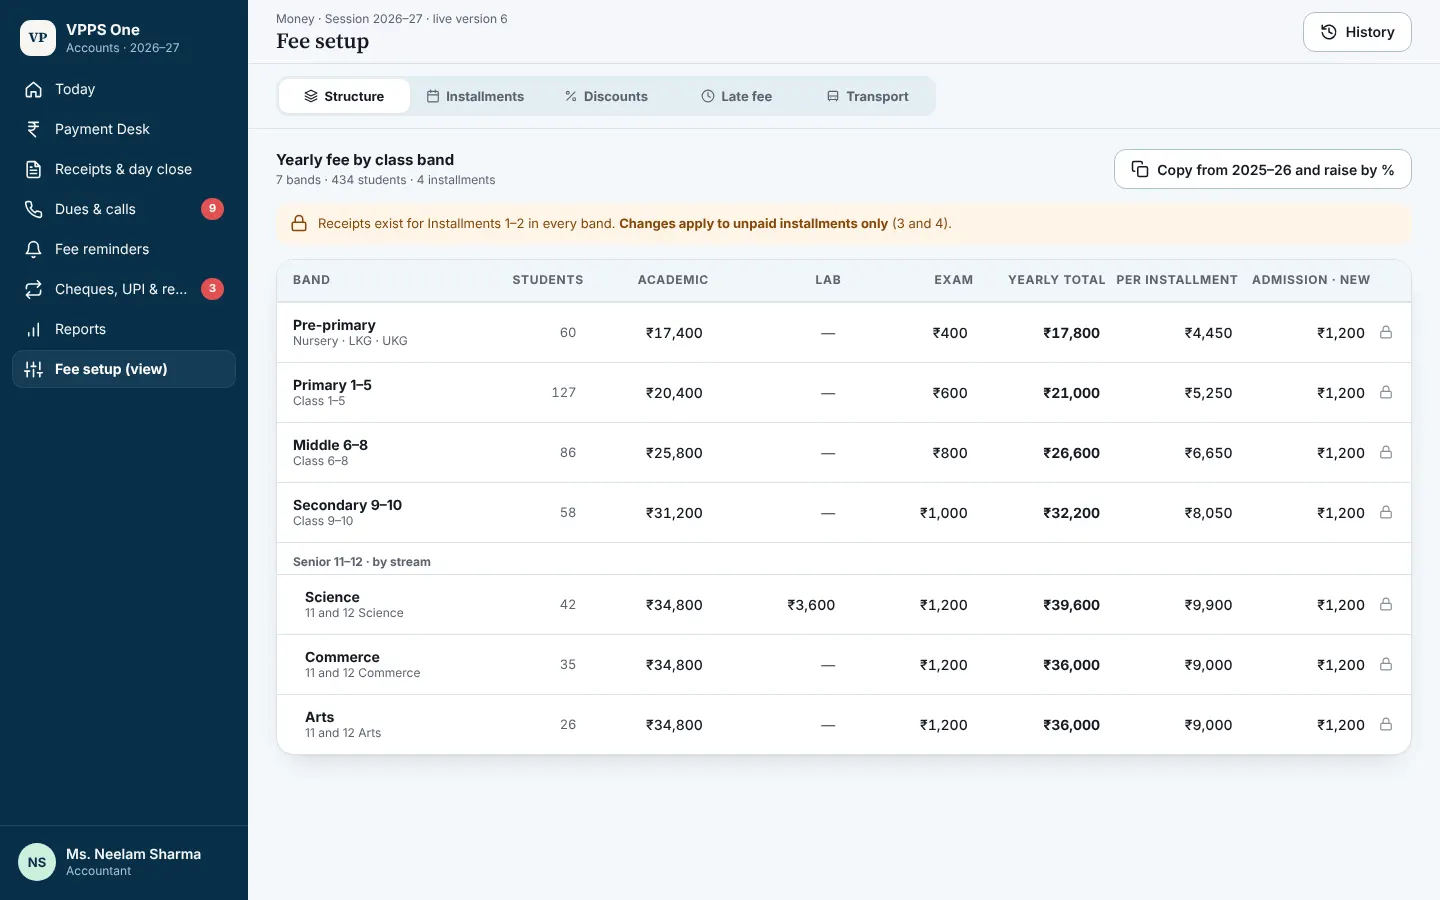 VP
VPPS One
Accounts · 2026–27
Today
Payment Desk
Receipts & day close
Dues & calls 9
Fee reminders
Cheques, UPI & re... 3
Reports
Fee setup (view)
NS
Ms. Neelam Sharma
Accountant
Money · Session 2026–27 · live version 6
Fee setup
History
Structure Installments Discounts Late fee Transport
Yearly fee by class band
7 bands · 434 students · 4 installments
Copy from 2025–26 and raise by %
Receipts exist for Installments 1–2 in every band. Changes apply to unpaid installments only (3 and 4).
BAND STUDENTS ACADEMIC LAB EXAM YEARLY TOTAL PER INSTALLMENT ADMISSION · NEW
Pre-primary 60 ₹17,400 — ₹400 ₹17,800 ₹4,450 ₹1,200
Nursery · LKG · UKG
Primary 1–5 127 ₹20,400 — ₹600 ₹21,000 ₹5,250 ₹1,200
Class 1–5
Middle 6–8 86 ₹25,800 — ₹800 ₹26,600 ₹6,650 ₹1,200
Class 6–8
Secondary 9–10 58 ₹31,200 — ₹1,000 ₹32,200 ₹8,050 ₹1,200
Class 9–10
Senior 11–12 · by stream
Science 42 ₹34,800 ₹3,600 ₹1,200 ₹39,600 ₹9,900 ₹1,200
11 and 12 Science
Commerce 35 ₹34,800 — ₹1,200 ₹36,000 ₹9,000 ₹1,200
11 and 12 Commerce
Arts 26 ₹34,800 — ₹1,200 ₹36,000 ₹9,000 ₹1,200
11 and 12 Arts